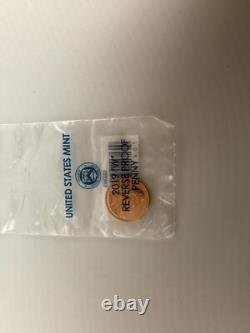 UNITED STATES MINT
2019 "W"
REVERSE PROOF
PENNY